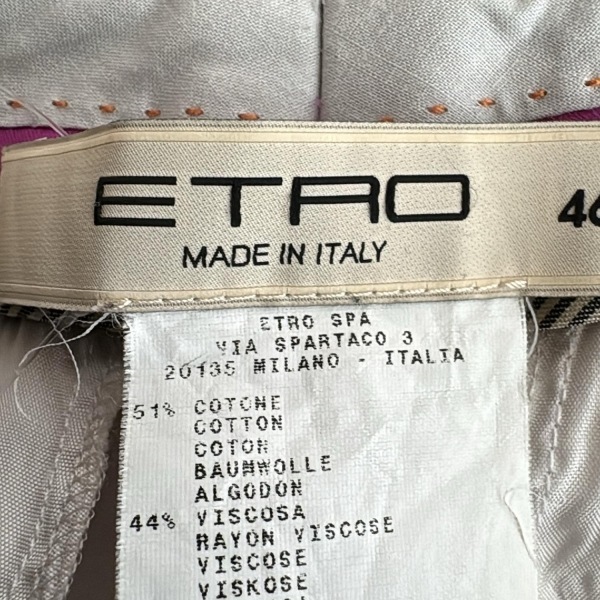 ETRO 46
MADE IN ITALY
ETRO SPA
VIA SPARTACO 3
20135 MILANO - ITALIA
51% COTONE
COTTON
COTON
BAUMWOLLE
ALGODON
44% VISCOSA
RAYON VISCOSE
VISCOSE
VISKOSE